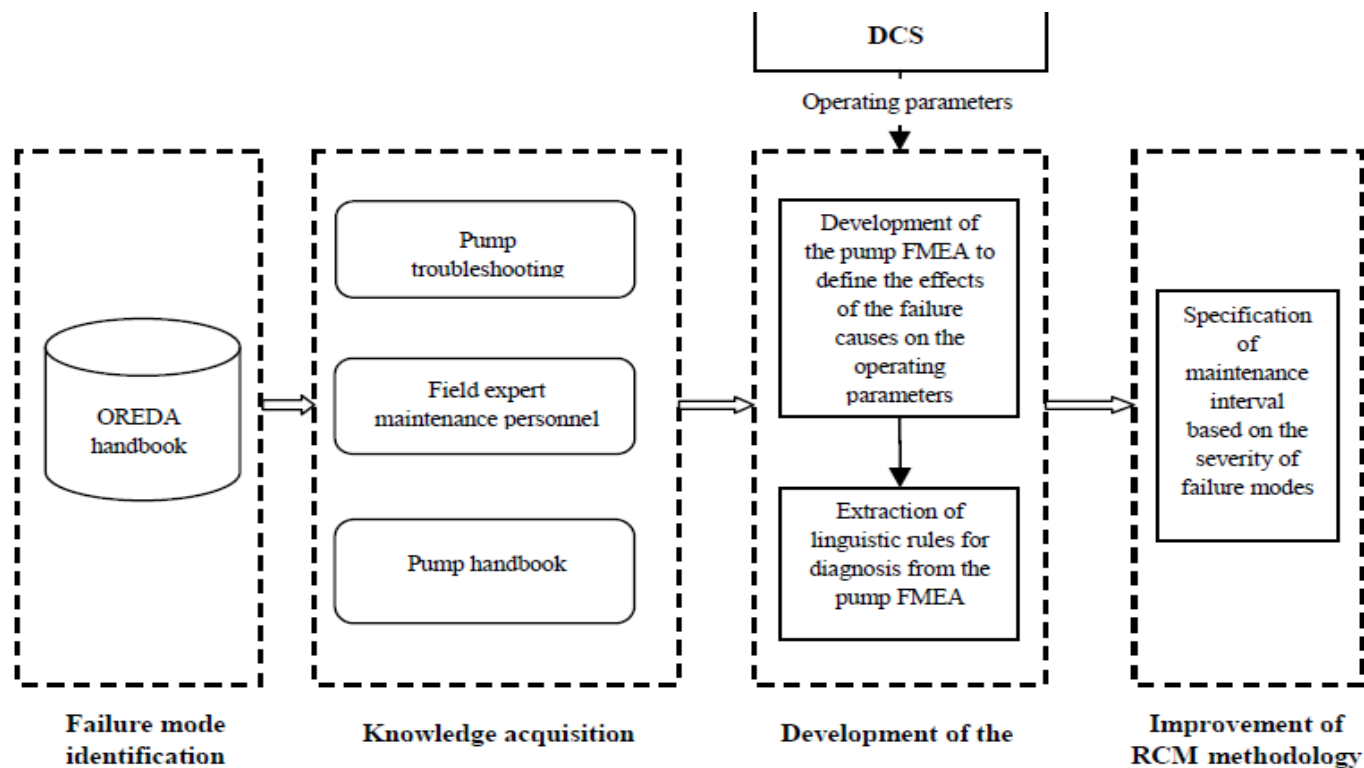 DCS
Operating parameters
OREDA
handbook
Pump
troubleshooting
Field expert
maintenance personnel
Pump handbook
Development of
the pump FMEA to
define the effects
of the failure
causes on the
operating
parameters
Extraction of
linguistic rules for
diagnosis from the
pump FMEA
Specification
of
maintenance
interval
based on the
severity of
failure modes
Failure mode
identification
Knowledge acquisition
Development of the
Improvement of
RCM methodology